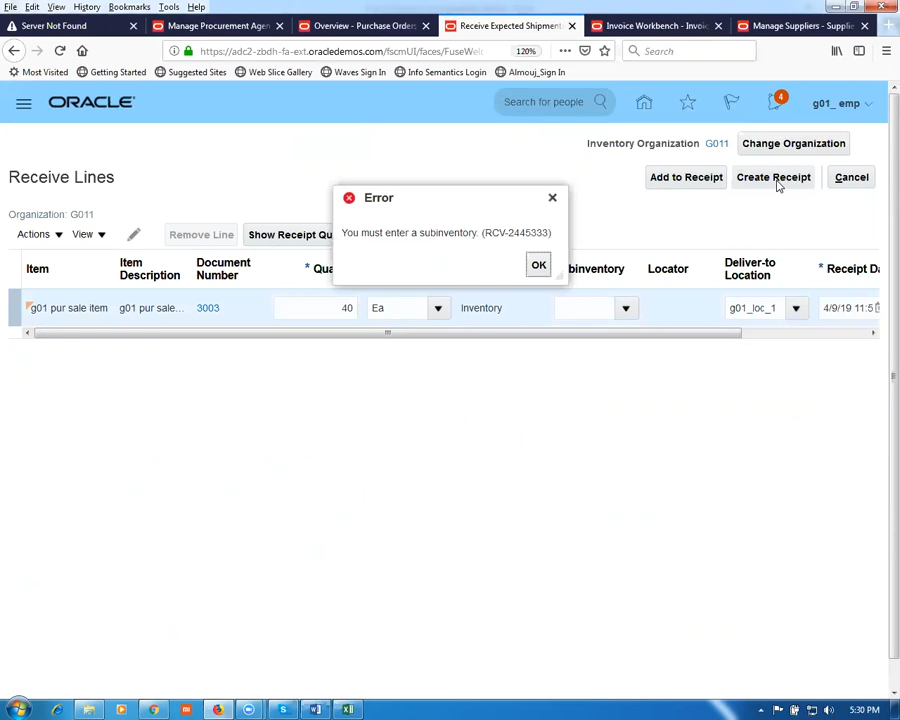 File Edit View History Bookmarks Tools Help
Server Not Found Manage Procurement Agen Overview - Purchase Orders Receive Expected Shipments Invoice Workbench - Invoic Manage Suppliers - Supplie
https://adc2-zbdh-fa-ext.oracledemos.com/fscmUI/faces/FuseWel 120% Search
Most Visited Getting Started Suggested Sites Web Slice Gallery Waves Sign In Info Semantics Login Almouj_Sign In
ORACLE Search for people 4 g01_ emp
Inventory Organization G011 Change Organization
Receive Lines Add to Receipt Create Receipt Cancel
Error
Organization: G011
You must enter a subinventory. (RCV-2445333)
Actions View Remove Line Show Receipt Qu
OK
Item Item Description Document Number * Qua binventory Locator Deliver-to Location * Receipt Da
g01 pur sale item g01 pur sale... 3003 40 Ea Inventory g01_loc_1 4/9/19 11:5
5:30 PM